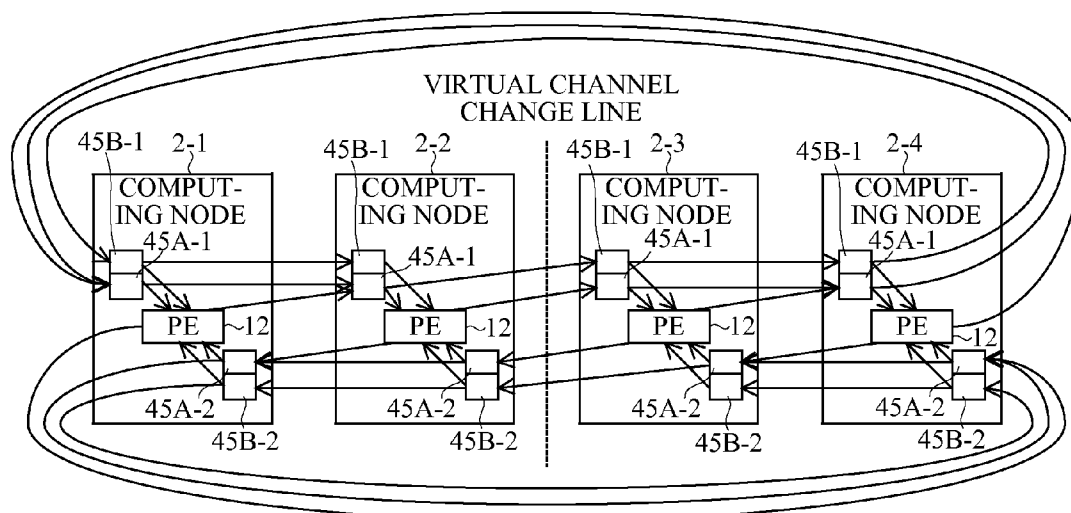 VIRTUAL CHANNEL
CHANGE LINE
45B-1
2-1
45B-1
2-2
45B-1
2-3
45B-1
2-4
COMPUT-
ING NODE
COMPUT-
ING NODE
COMPUT-
ING NODE
COMPUT-
ING NODE
45A-1
45A-1
45A-1
45A-1
PE
12
PE
12
PE
12
PE
12
45A-2
45A-2
45A-2
45A-2
45B-2
45B-2
45B-2
45B-2